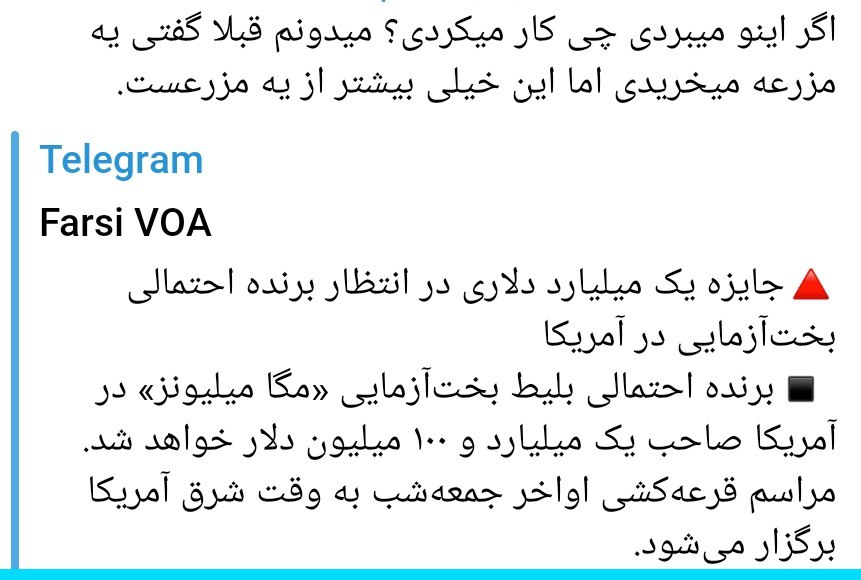 اگر اینو میبردی چی کار میکردی؟ میدونم قبلا گفتی یه
مزرعه میخریدی اما این خیلی بیشتر از یه مزرعست.
Telegram
Farsi VOA
🔺جایزه یک میلیارد دلاری در انتظار برنده احتمالی
بخت‌آزمایی در آمریکا
◾ برنده احتمالی بلیط بخت‌آزمایی «مگا میلیونز» در
آمریکا صاحب یک میلیارد و ۱۰۰ میلیون دلار خواهد شد.
مراسم قرعه‌کشی اواخر جمعه‌شب به وقت شرق آمریکا
برگزار می‌شود.